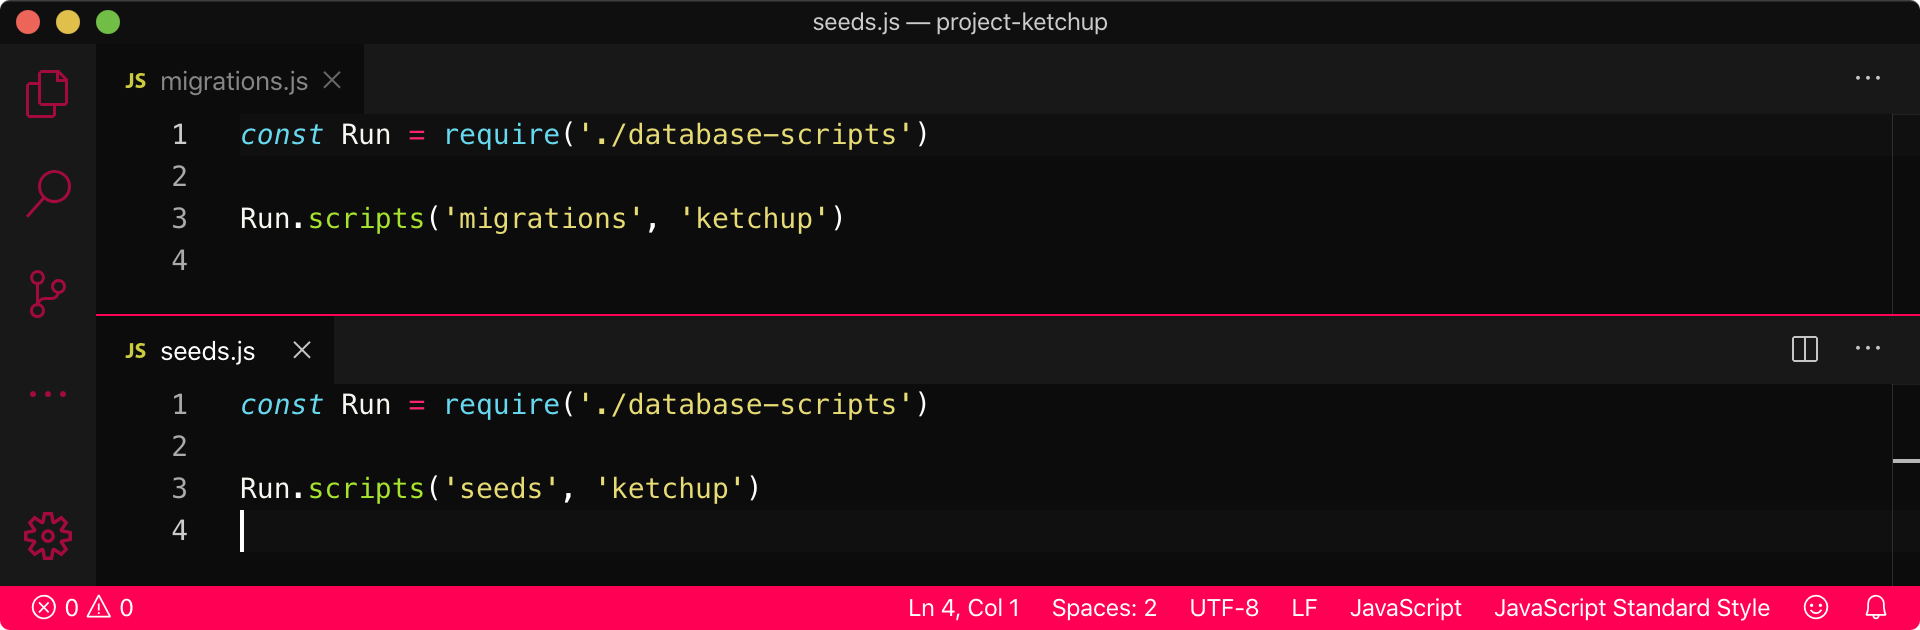 seeds.js — project-ketchup
JS migrations.js
1 const Run = require('./database-scripts')
2
3 Run.scripts('migrations', 'ketchup')
4
JS seeds.js
1 const Run = require('./database-scripts')
2
3 Run.scripts('seeds', 'ketchup')
4
0 0 Ln 4, Col 1 Spaces: 2 UTF-8 LF JavaScript JavaScript Standard Style